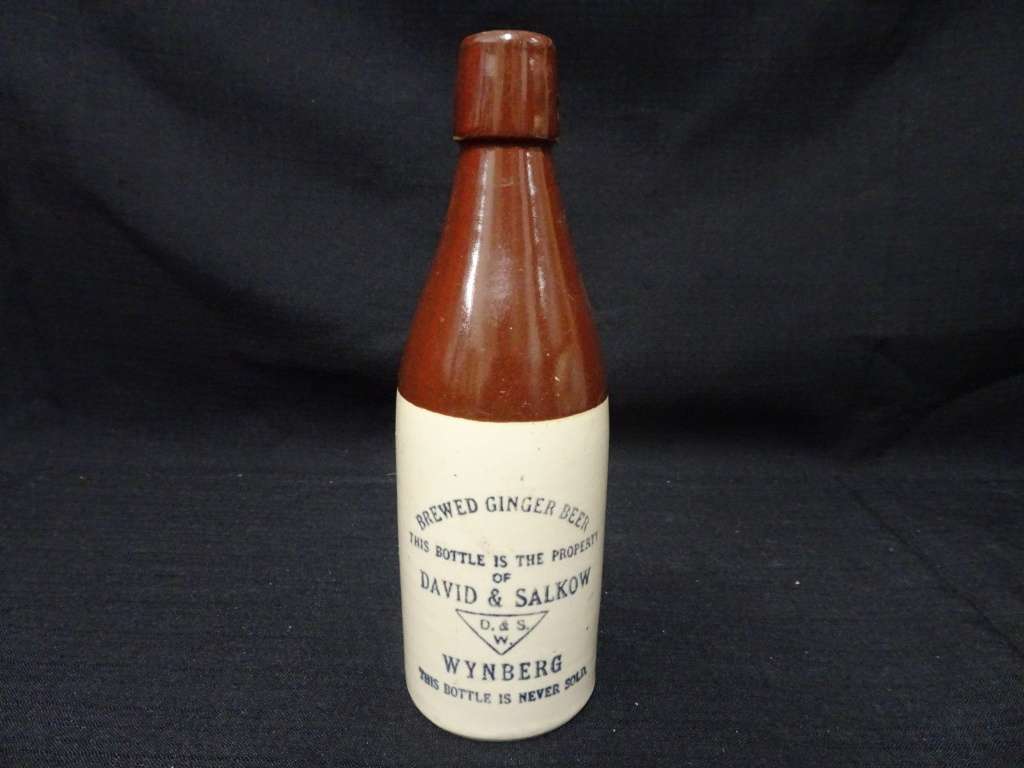 BREWED GINGER BEER
THIS BOTTLE IS THE PROPERTY
OF
DAVID & SALKOW
D. & S.
W.
WYNBERG
THIS BOTTLE IS NEVER SOLD.